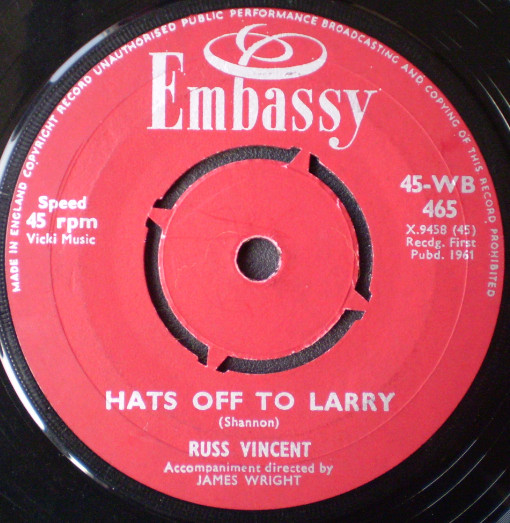 MADE IN ENGLAND COPYRIGHT RECORD UNAUTHORISED PUBLIC PERFORMANCE BROADCASTING AND COPYING OF THIS RECORD PROHIBITED
Embassy
Speed
45 rpm
Vicki Music
45-WB
465
X.9458 (45)
Recdg. First
Pubd. 1961
HATS OFF TO LARRY
(Shannon)
RUSS VINCENT
Accompaniment directed by
JAMES WRIGHT